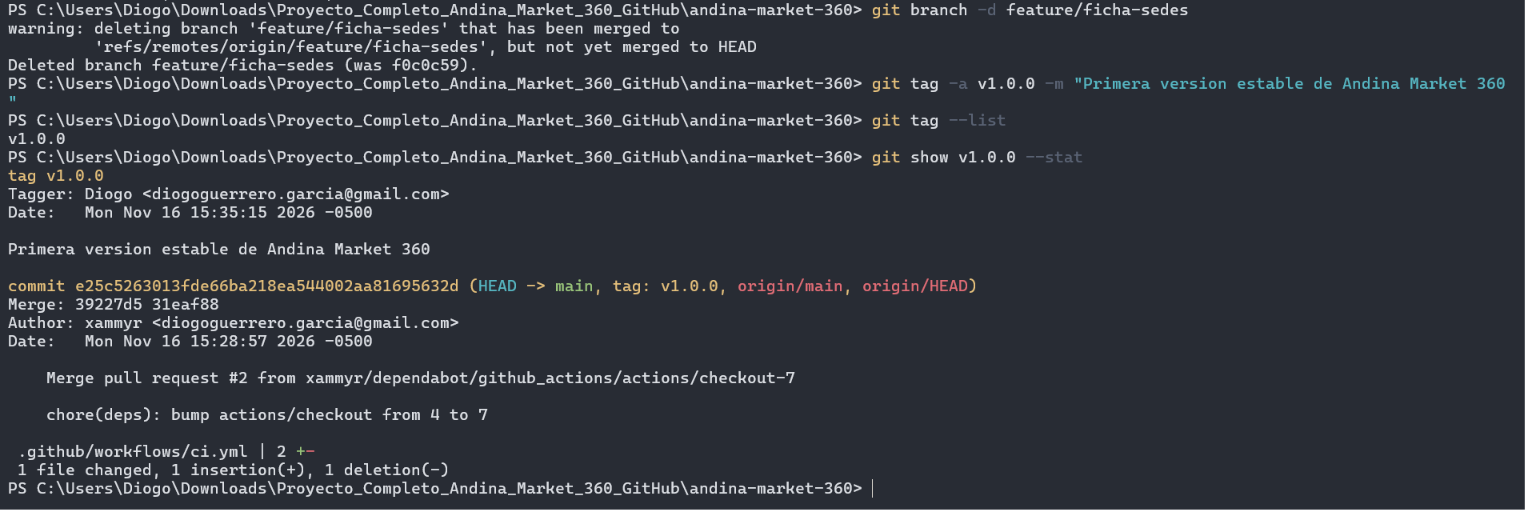 PS C:\Users\Diogo\Downloads\Proyecto_Completo_Andina_Market_360_GitHub\andina-market-360> git branch -d feature/ficha-sedes
warning: deleting branch 'feature/ficha-sedes' that has been merged to
         'refs/remotes/origin/feature/ficha-sedes', but not yet merged to HEAD
Deleted branch feature/ficha-sedes (was f0c0c59).
PS C:\Users\Diogo\Downloads\Proyecto_Completo_Andina_Market_360_GitHub\andina-market-360> git tag -a v1.0.0 -m "Primera version estable de Andina Market 360
"
PS C:\Users\Diogo\Downloads\Proyecto_Completo_Andina_Market_360_GitHub\andina-market-360> git tag --list
v1.0.0
PS C:\Users\Diogo\Downloads\Proyecto_Completo_Andina_Market_360_GitHub\andina-market-360> git show v1.0.0 --stat
tag v1.0.0
Tagger: Diogo <diogoguerrero.garcia@gmail.com>
Date:   Mon Nov 16 15:35:15 2026 -0500

Primera version estable de Andina Market 360

commit e25c5263013fde66ba218ea544002aa81695632d (HEAD -> main, tag: v1.0.0, origin/main, origin/HEAD)
Merge: 39227d5 31eaf88
Author: xammyr <diogoguerrero.garcia@gmail.com>
Date:   Mon Nov 16 15:28:57 2026 -0500

    Merge pull request #2 from xammyr/dependabot/github_actions/actions/checkout-7

    chore(deps): bump actions/checkout from 4 to 7

 .github/workflows/ci.yml | 2 +-
 1 file changed, 1 insertion(+), 1 deletion(-)
PS C:\Users\Diogo\Downloads\Proyecto_Completo_Andina_Market_360_GitHub\andina-market-360>